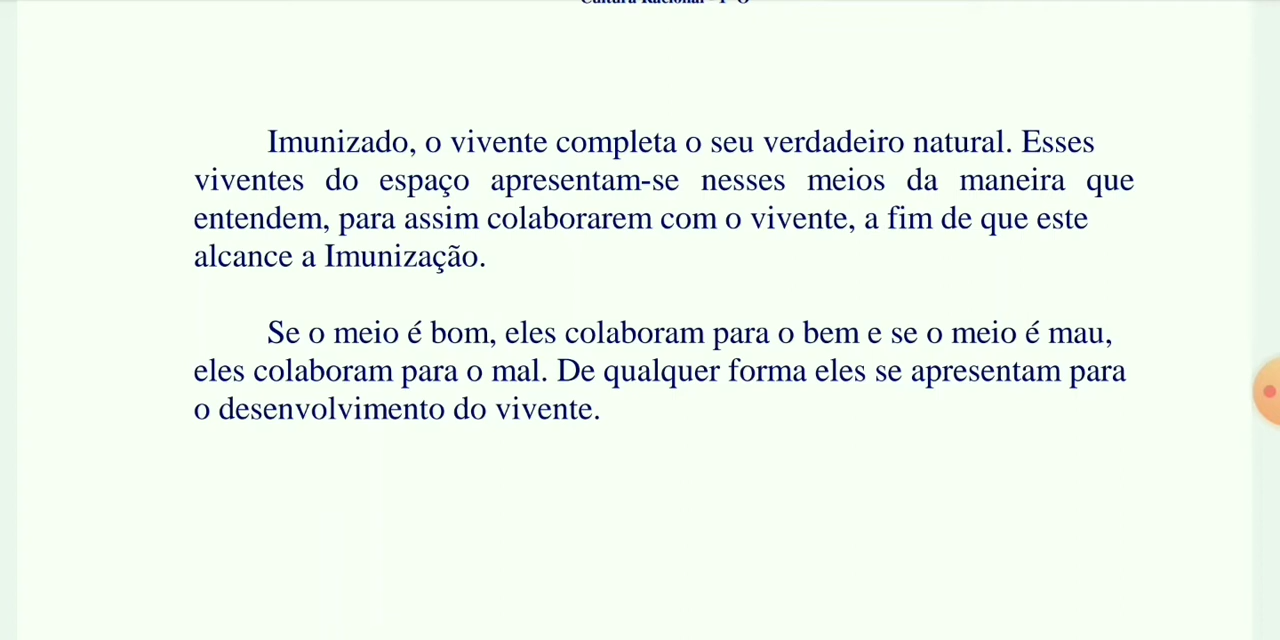 Imunizado, o vivente completa o seu verdadeiro natural. Esses
viventes do espaço apresentam-se nesses meios da maneira que
entendem, para assim colaborarem com o vivente, a fim de que este
alcance a Imunização.
Se o meio é bom, eles colaboram para o bem e se o meio é mau,
eles colaboram para o mal. De qualquer forma eles se apresentam para
o desenvolvimento do vivente.